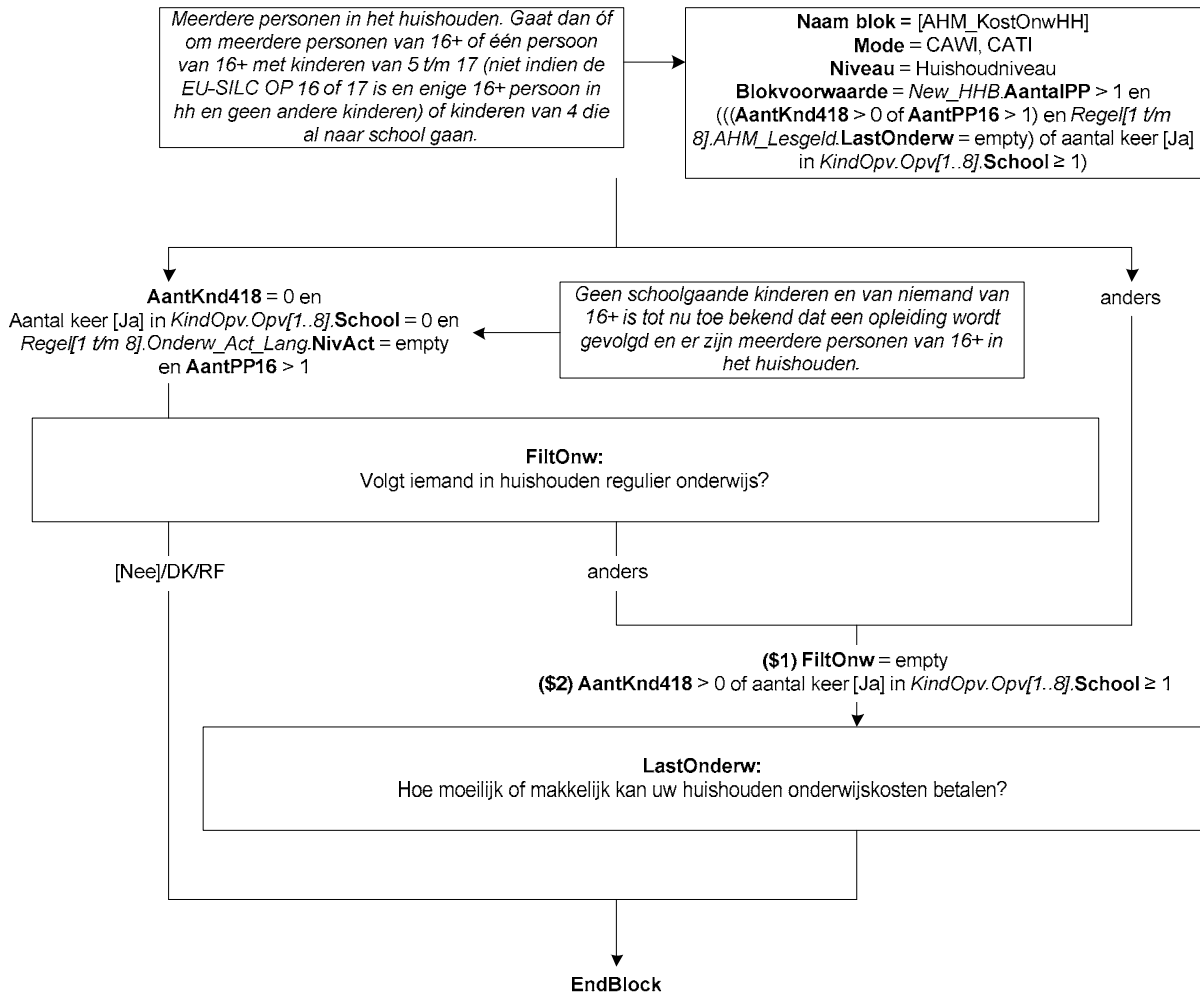 Meerdere personen in het huishouden. Gaat dan óf
om meerdere personen van 16+ of één persoon
van 16+ met kinderen van 5 t/m 17 (niet indien de
EU-SILC OP 16 of 17 is en enige 16+ persoon in
hh en geen andere kinderen) of kinderen van 4 die
al naar school gaan.
Naam blok = [AHM_KostOnwHH]
Mode = CAWI, CATI
Niveau = Huishoudniveau
Blokvoorwaarde = New_HHB.AantalPP > 1 en
(((AantKnd418 > 0 of AantPP16 > 1) en Regel[1 t/m
8].AHM_Lesgeld.LastOnderw = empty) of aantal keer [Ja]
in KindOpv.Opv[1..8].School ≥ 1)
AantKnd418 = 0 en
Aantal keer [Ja] in KindOpv.Opv[1..8].School = 0 en
Regel[1 t/m 8].Onderw_Act_Lang.NivAct = empty
en AantPP16 > 1
Geen schoolgaande kinderen en van niemand van
16+ is tot nu toe bekend dat een opleiding wordt
gevolgd en er zijn meerdere personen van 16+ in
het huishouden.
anders
FiltOnw:
Volgt iemand in huishouden regulier onderwijs?
[Nee]/DK/RF
anders
($1) FiltOnw = empty
($2) AantKnd418 > 0 of aantal keer [Ja] in KindOpv.Opv[1..8].School ≥ 1
LastOnderw:
Hoe moeilijk of makkelijk kan uw huishouden onderwijskosten betalen?
EndBlock